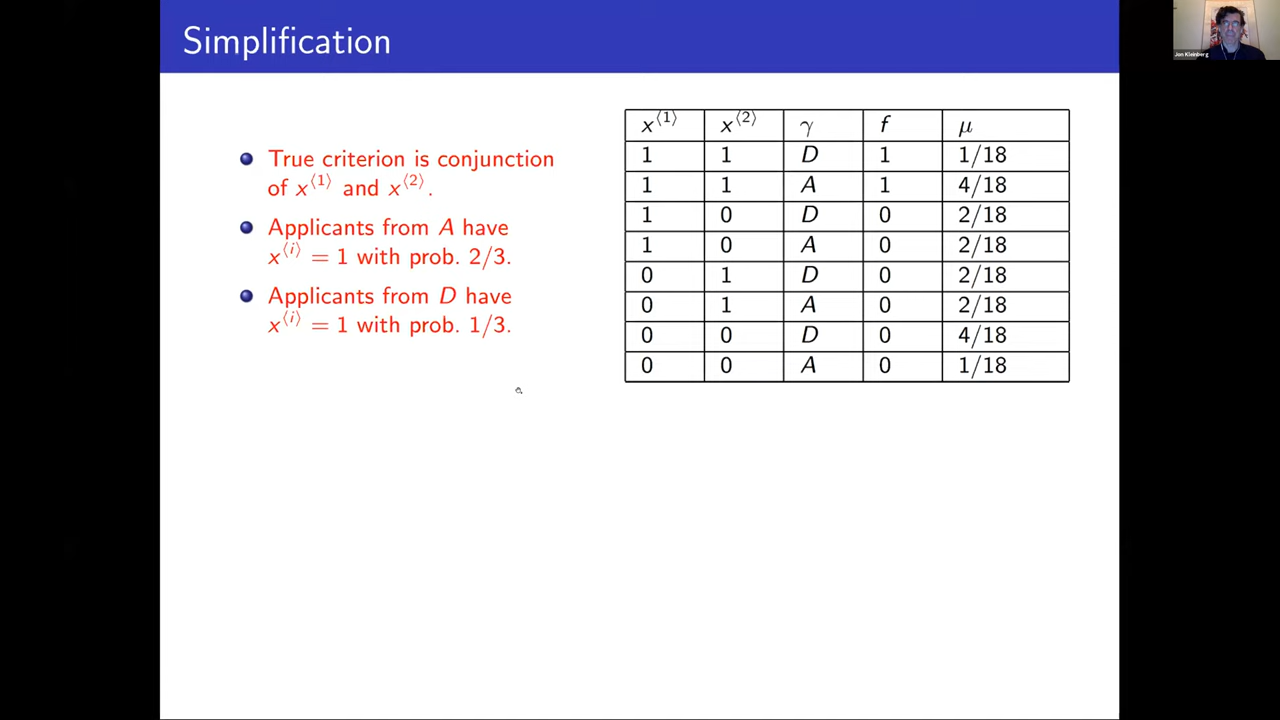 Simplification
Jon Kleinberg
True criterion is conjunction
of x⟨1⟩ and x⟨2⟩.
Applicants from A have
x⟨i⟩ = 1 with prob. 2/3.
Applicants from D have
x⟨i⟩ = 1 with prob. 1/3.
x⟨1⟩ x⟨2⟩ γ f μ
1 1 D 1 1/18
1 1 A 1 4/18
1 0 D 0 2/18
1 0 A 0 2/18
0 1 D 0 2/18
0 1 A 0 2/18
0 0 D 0 4/18
0 0 A 0 1/18